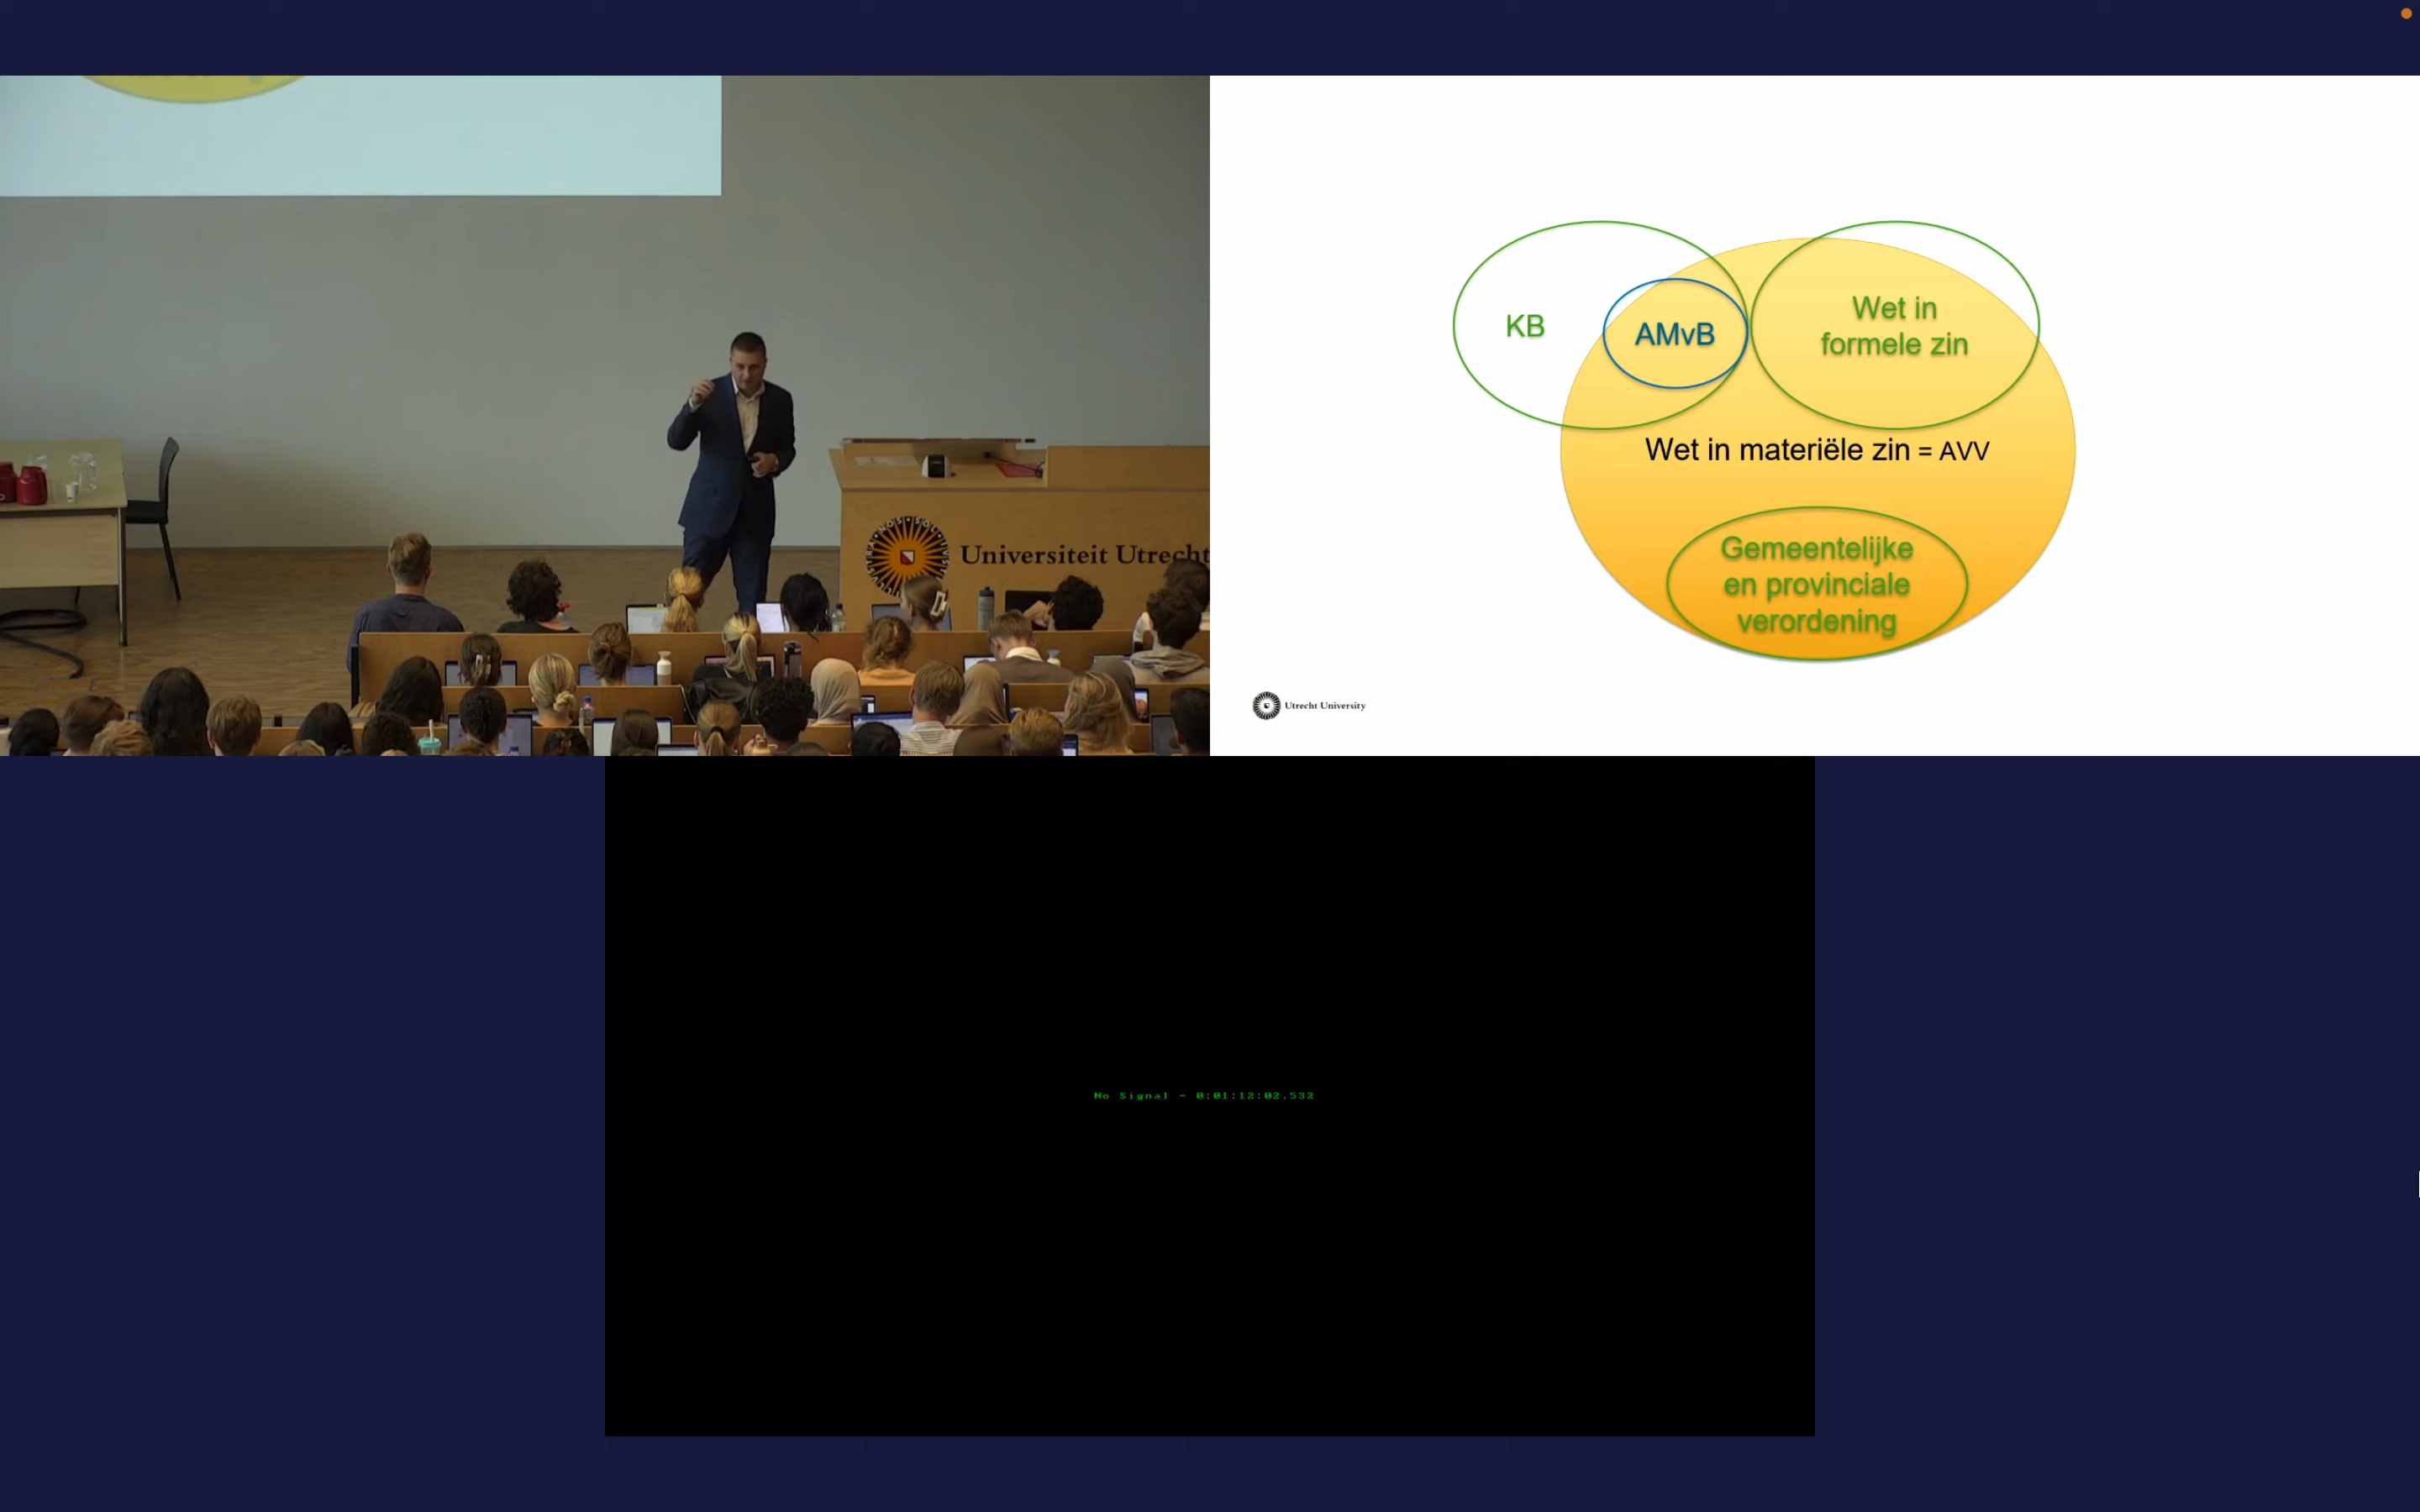 Universiteit Utrecht
KB
AMvB
Wet in
formele zin
Wet in materiële zin = AVV
Gemeentelijke
en provinciale
verordening
Utrecht University
No Signal - 0:01:12:02.532